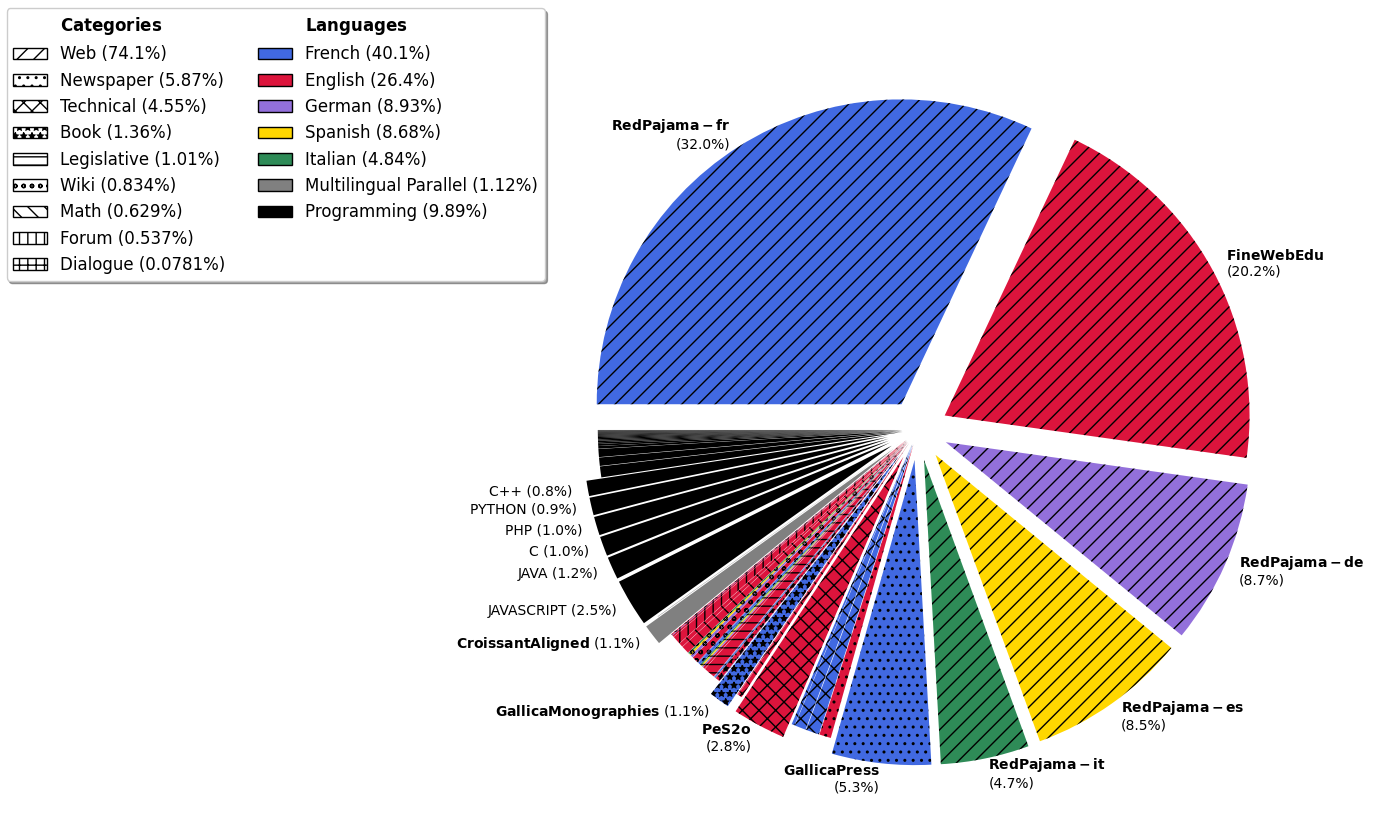 Categories
Web (74.1%)
Newspaper (5.87%)
Technical (4.55%)
Book (1.36%)
Legislative (1.01%)
Wiki (0.834%)
Math (0.629%)
Forum (0.537%)
Dialogue (0.0781%)
Languages
French (40.1%)
English (26.4%)
German (8.93%)
Spanish (8.68%)
Italian (4.84%)
Multilingual Parallel (1.12%)
Programming (9.89%)
RedPajama−fr
(32.0%)
FineWebEdu
(20.2%)
RedPajama−de
(8.7%)
RedPajama−es
(8.5%)
RedPajama−it
(4.7%)
GallicaPress
(5.3%)
PeS2o
(2.8%)
GallicaMonographies (1.1%)
CroissantAligned (1.1%)
JAVASCRIPT (2.5%)
JAVA (1.2%)
C (1.0%)
PHP (1.0%)
PYTHON (0.9%)
C++ (0.8%)